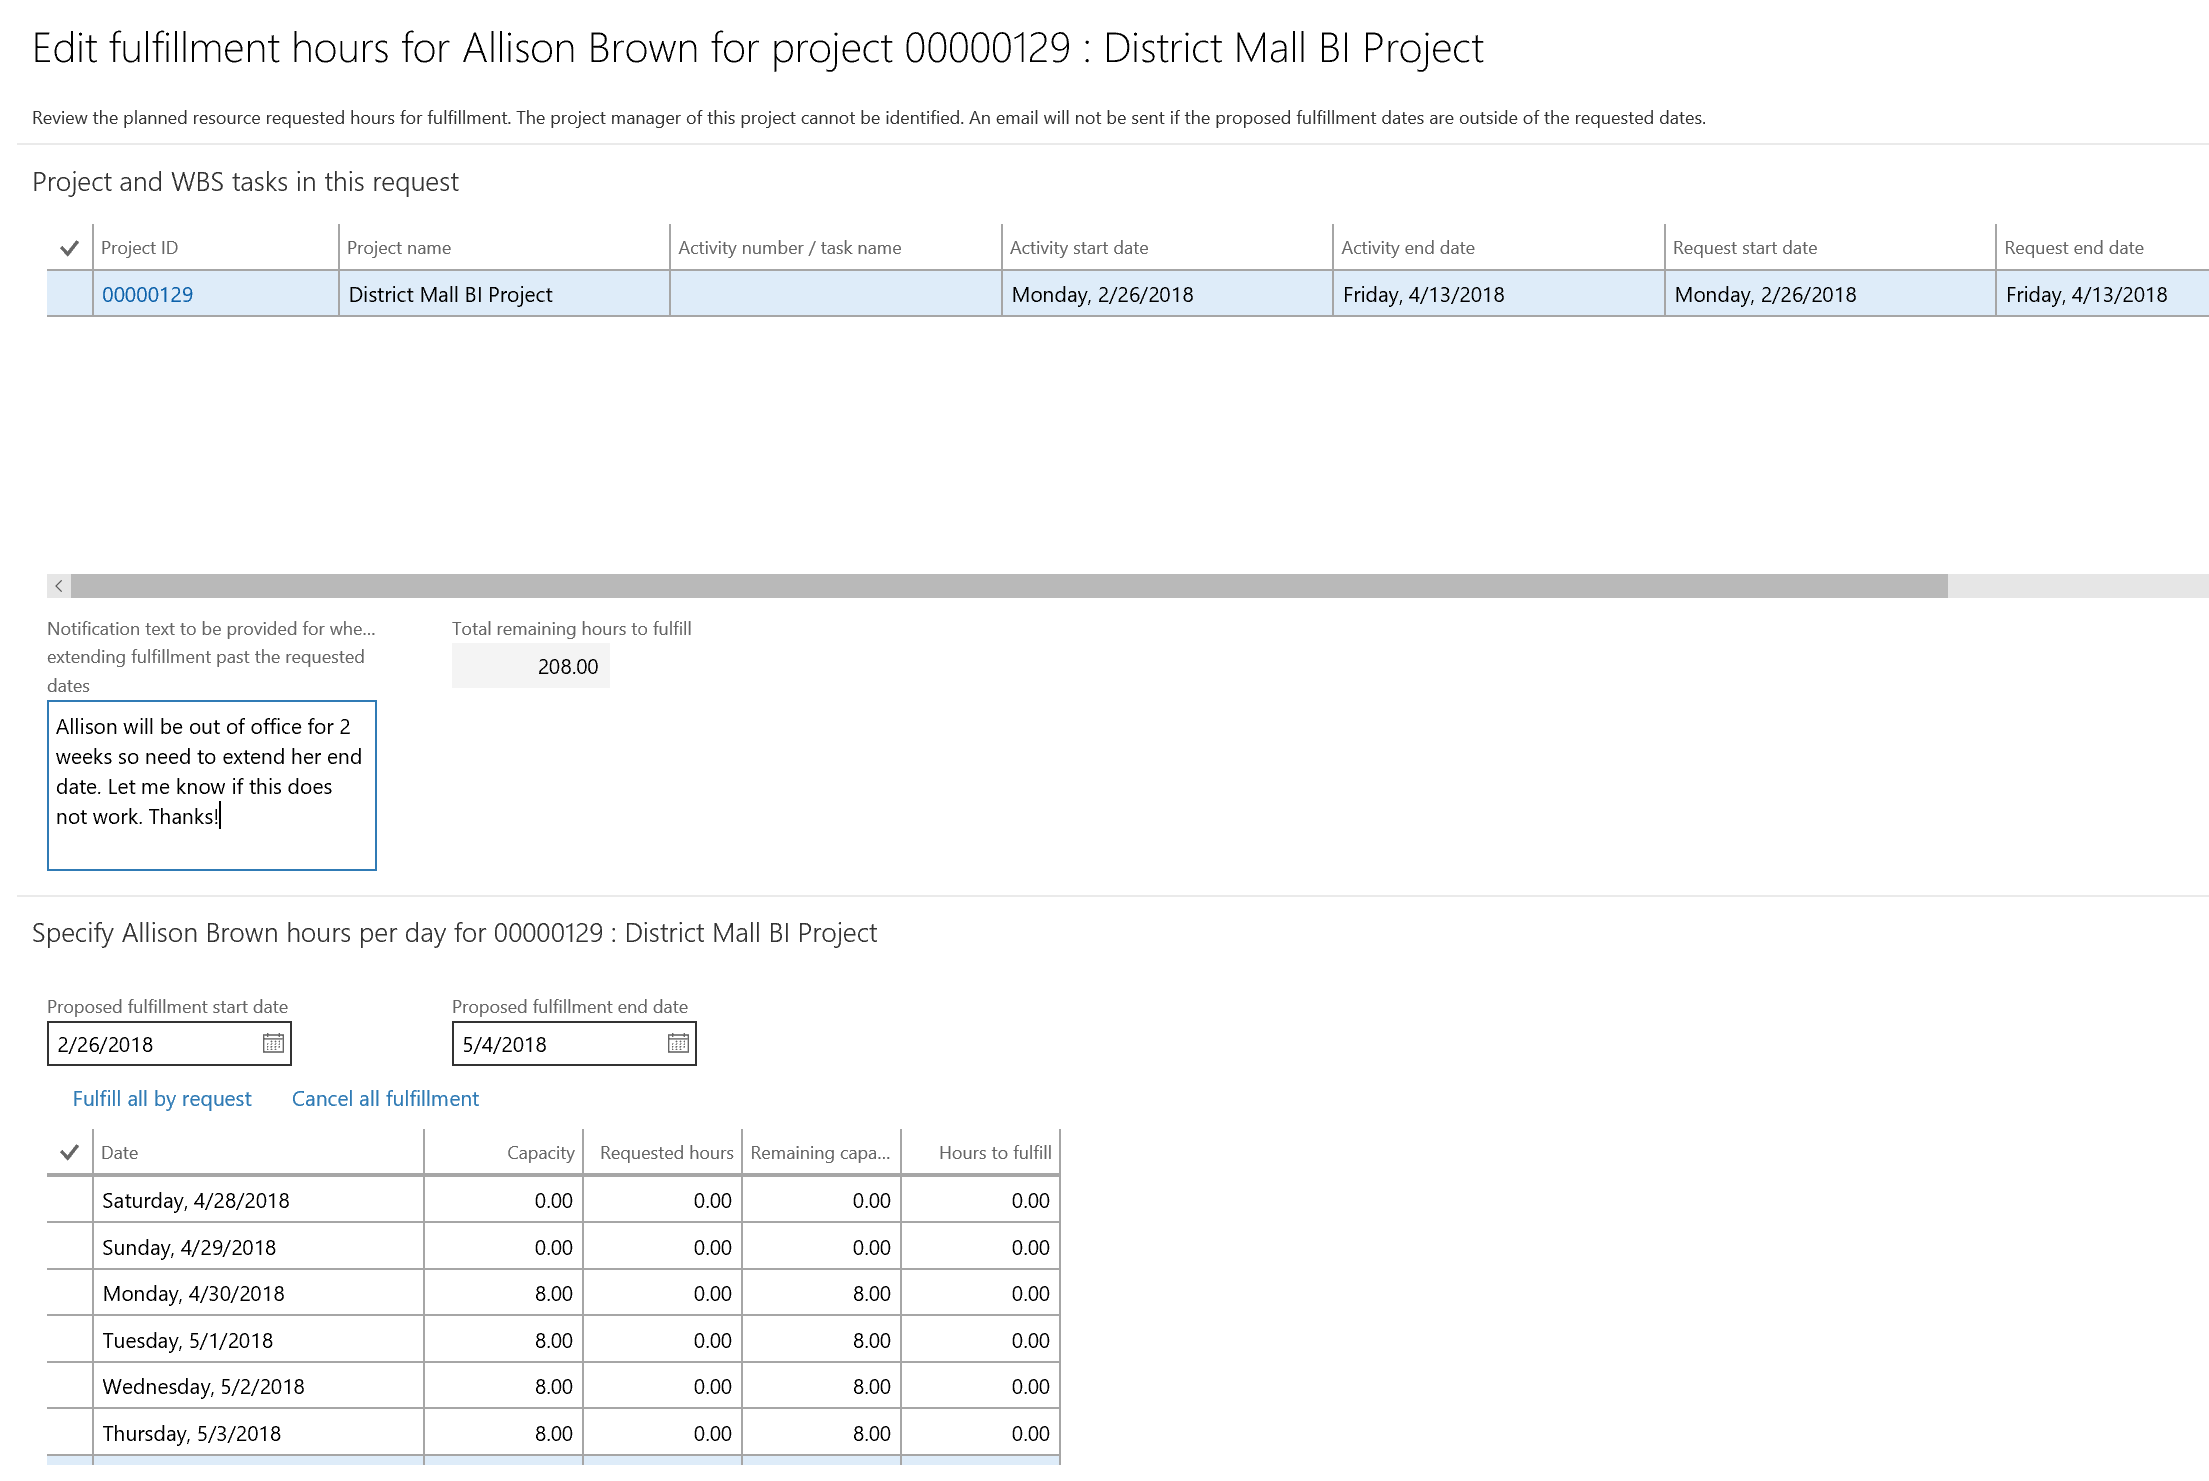 Edit fulfillment hours for Allison Brown for project 00000129 : District Mall BI Project
Review the planned resource requested hours for fulfillment. The project manager of this project cannot be identified. An email will not be sent if the proposed fulfillment dates are outside of the requested dates.
Project and WBS tasks in this request
Project ID Project name Activity number / task name Activity start date Activity end date Request start date Request end date
00000129 District Mall BI Project Monday, 2/26/2018 Friday, 4/13/2018 Monday, 2/26/2018 Friday, 4/13/2018
Notification text to be provided for whe...
extending fulfillment past the requested
dates
Total remaining hours to fulfill
208.00
Allison will be out of office for 2
weeks so need to extend her end
date. Let me know if this does
not work. Thanks!
Specify Allison Brown hours per day for 00000129 : District Mall BI Project
Proposed fulfillment start date Proposed fulfillment end date
2/26/2018 5/4/2018
Fulfill all by request Cancel all fulfillment
Date Capacity Requested hours Remaining capa... Hours to fulfill
Saturday, 4/28/2018 0.00 0.00 0.00 0.00
Sunday, 4/29/2018 0.00 0.00 0.00 0.00
Monday, 4/30/2018 8.00 0.00 8.00 0.00
Tuesday, 5/1/2018 8.00 0.00 8.00 0.00
Wednesday, 5/2/2018 8.00 0.00 8.00 0.00
Thursday, 5/3/2018 8.00 0.00 8.00 0.00